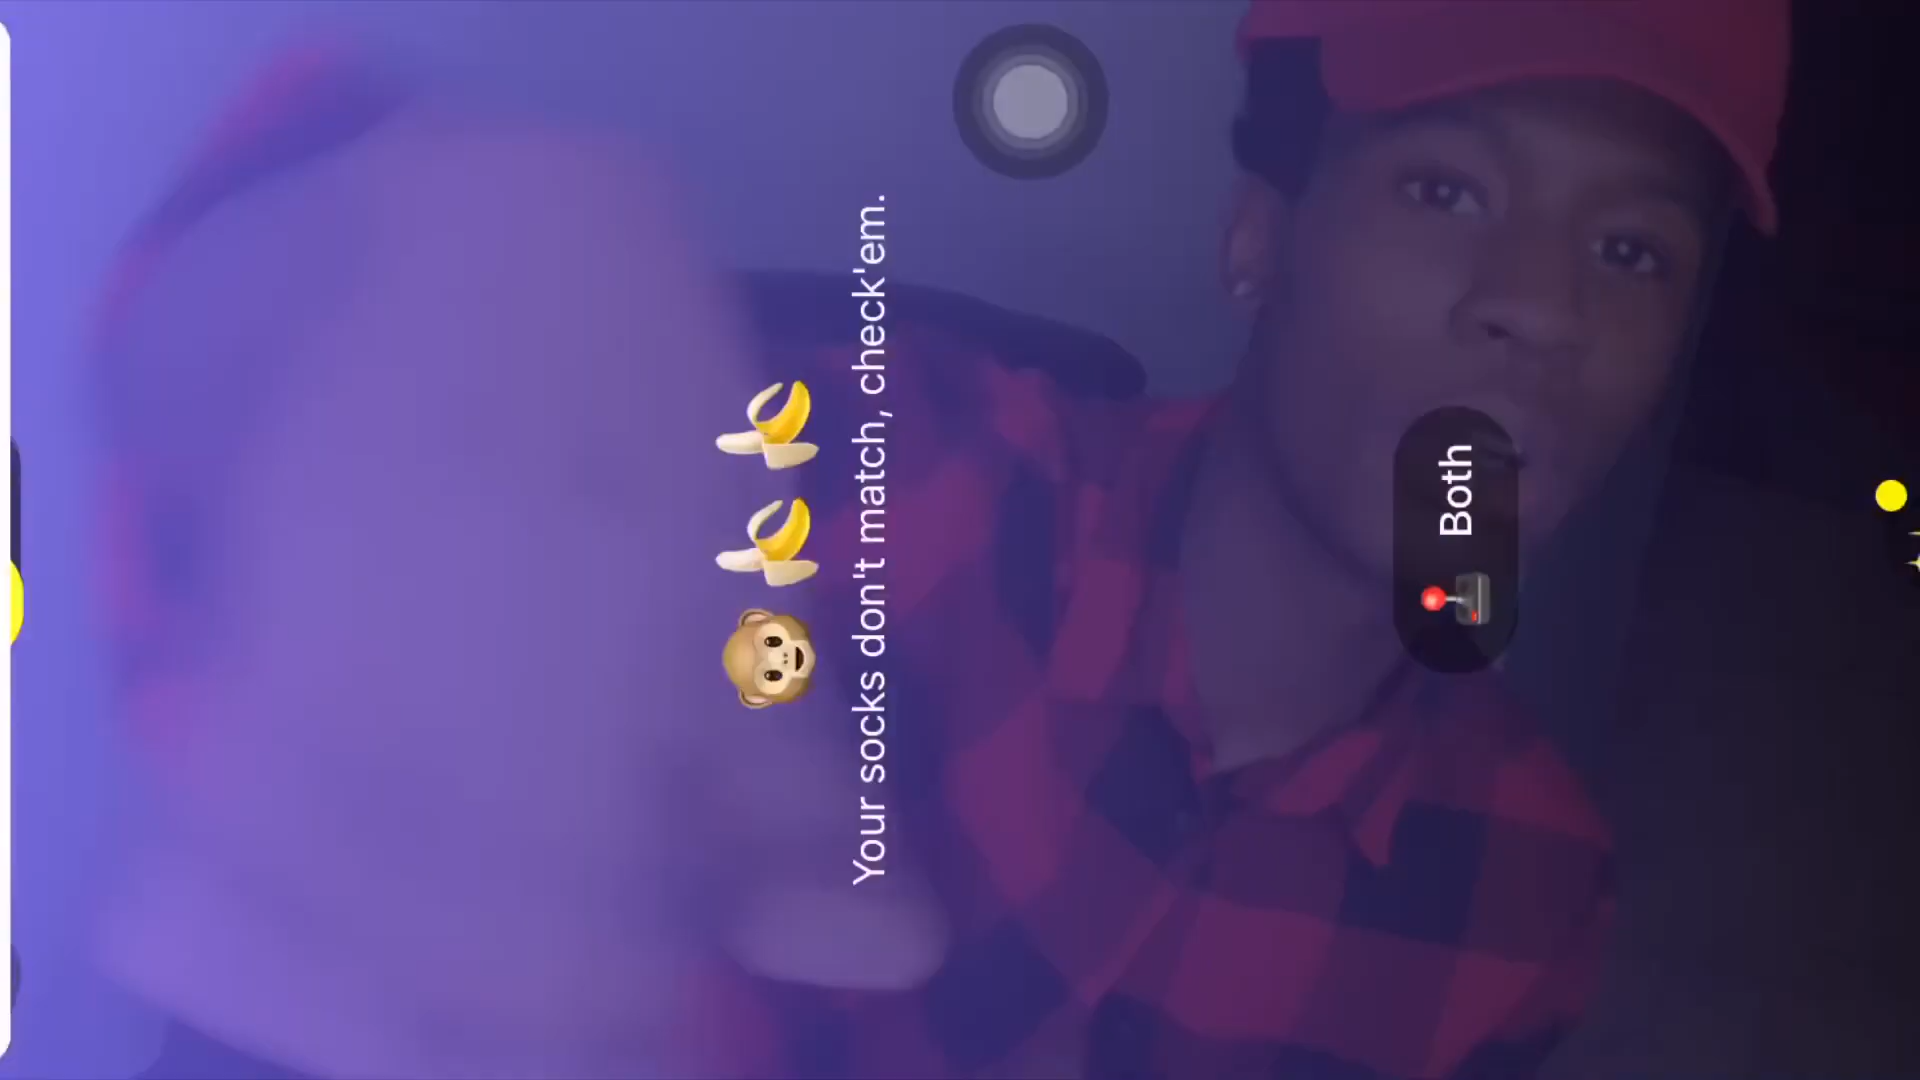 🐵🍌🍌
Your socks don't match, check'em.
🕹️ Both